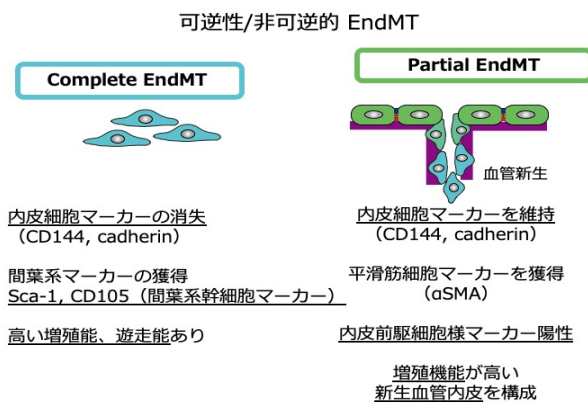 可逆性/非可逆的 EndMT
Complete EndMT
内皮細胞マーカーの消失
（CD144, cadherin）
間葉系マーカーの獲得
Sca-1, CD105（間葉系幹細胞マーカー）
高い増殖能、遊走能あり
Partial EndMT
血管新生
内皮細胞マーカーを維持
（CD144, cadherin）
平滑筋細胞マーカーを獲得
（αSMA）
内皮前駆細胞様マーカー陽性
増殖機能が高い
新生血管内皮を構成